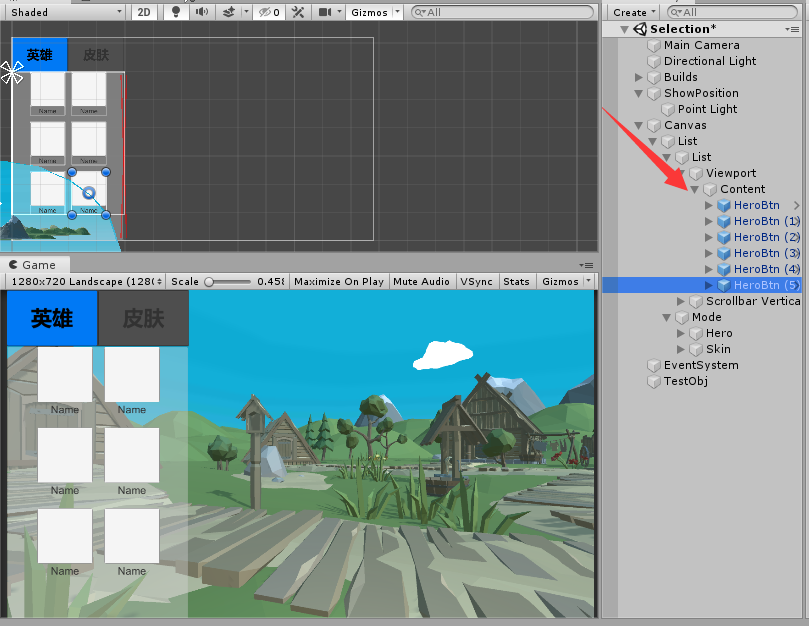 Shaded
2D
0
Gizmos
All
Create
All
英雄
皮肤
Name
Name
Name
Name
Name
Name
Selection*
Main Camera
Directional Light
Builds
ShowPosition
Point Light
Canvas
List
List
Viewport
Content
HeroBtn
HeroBtn (1)
HeroBtn (2)
HeroBtn (3)
HeroBtn (4)
HeroBtn (5)
Scrollbar Vertica
Mode
Hero
Skin
EventSystem
TestObj
Game
1280x720 Landscape (128(
Scale
0.458
Maximize On Play
Mute Audio
VSync
Stats
Gizmos
英雄
皮肤
Name
Name
Name
Name
Name
Name